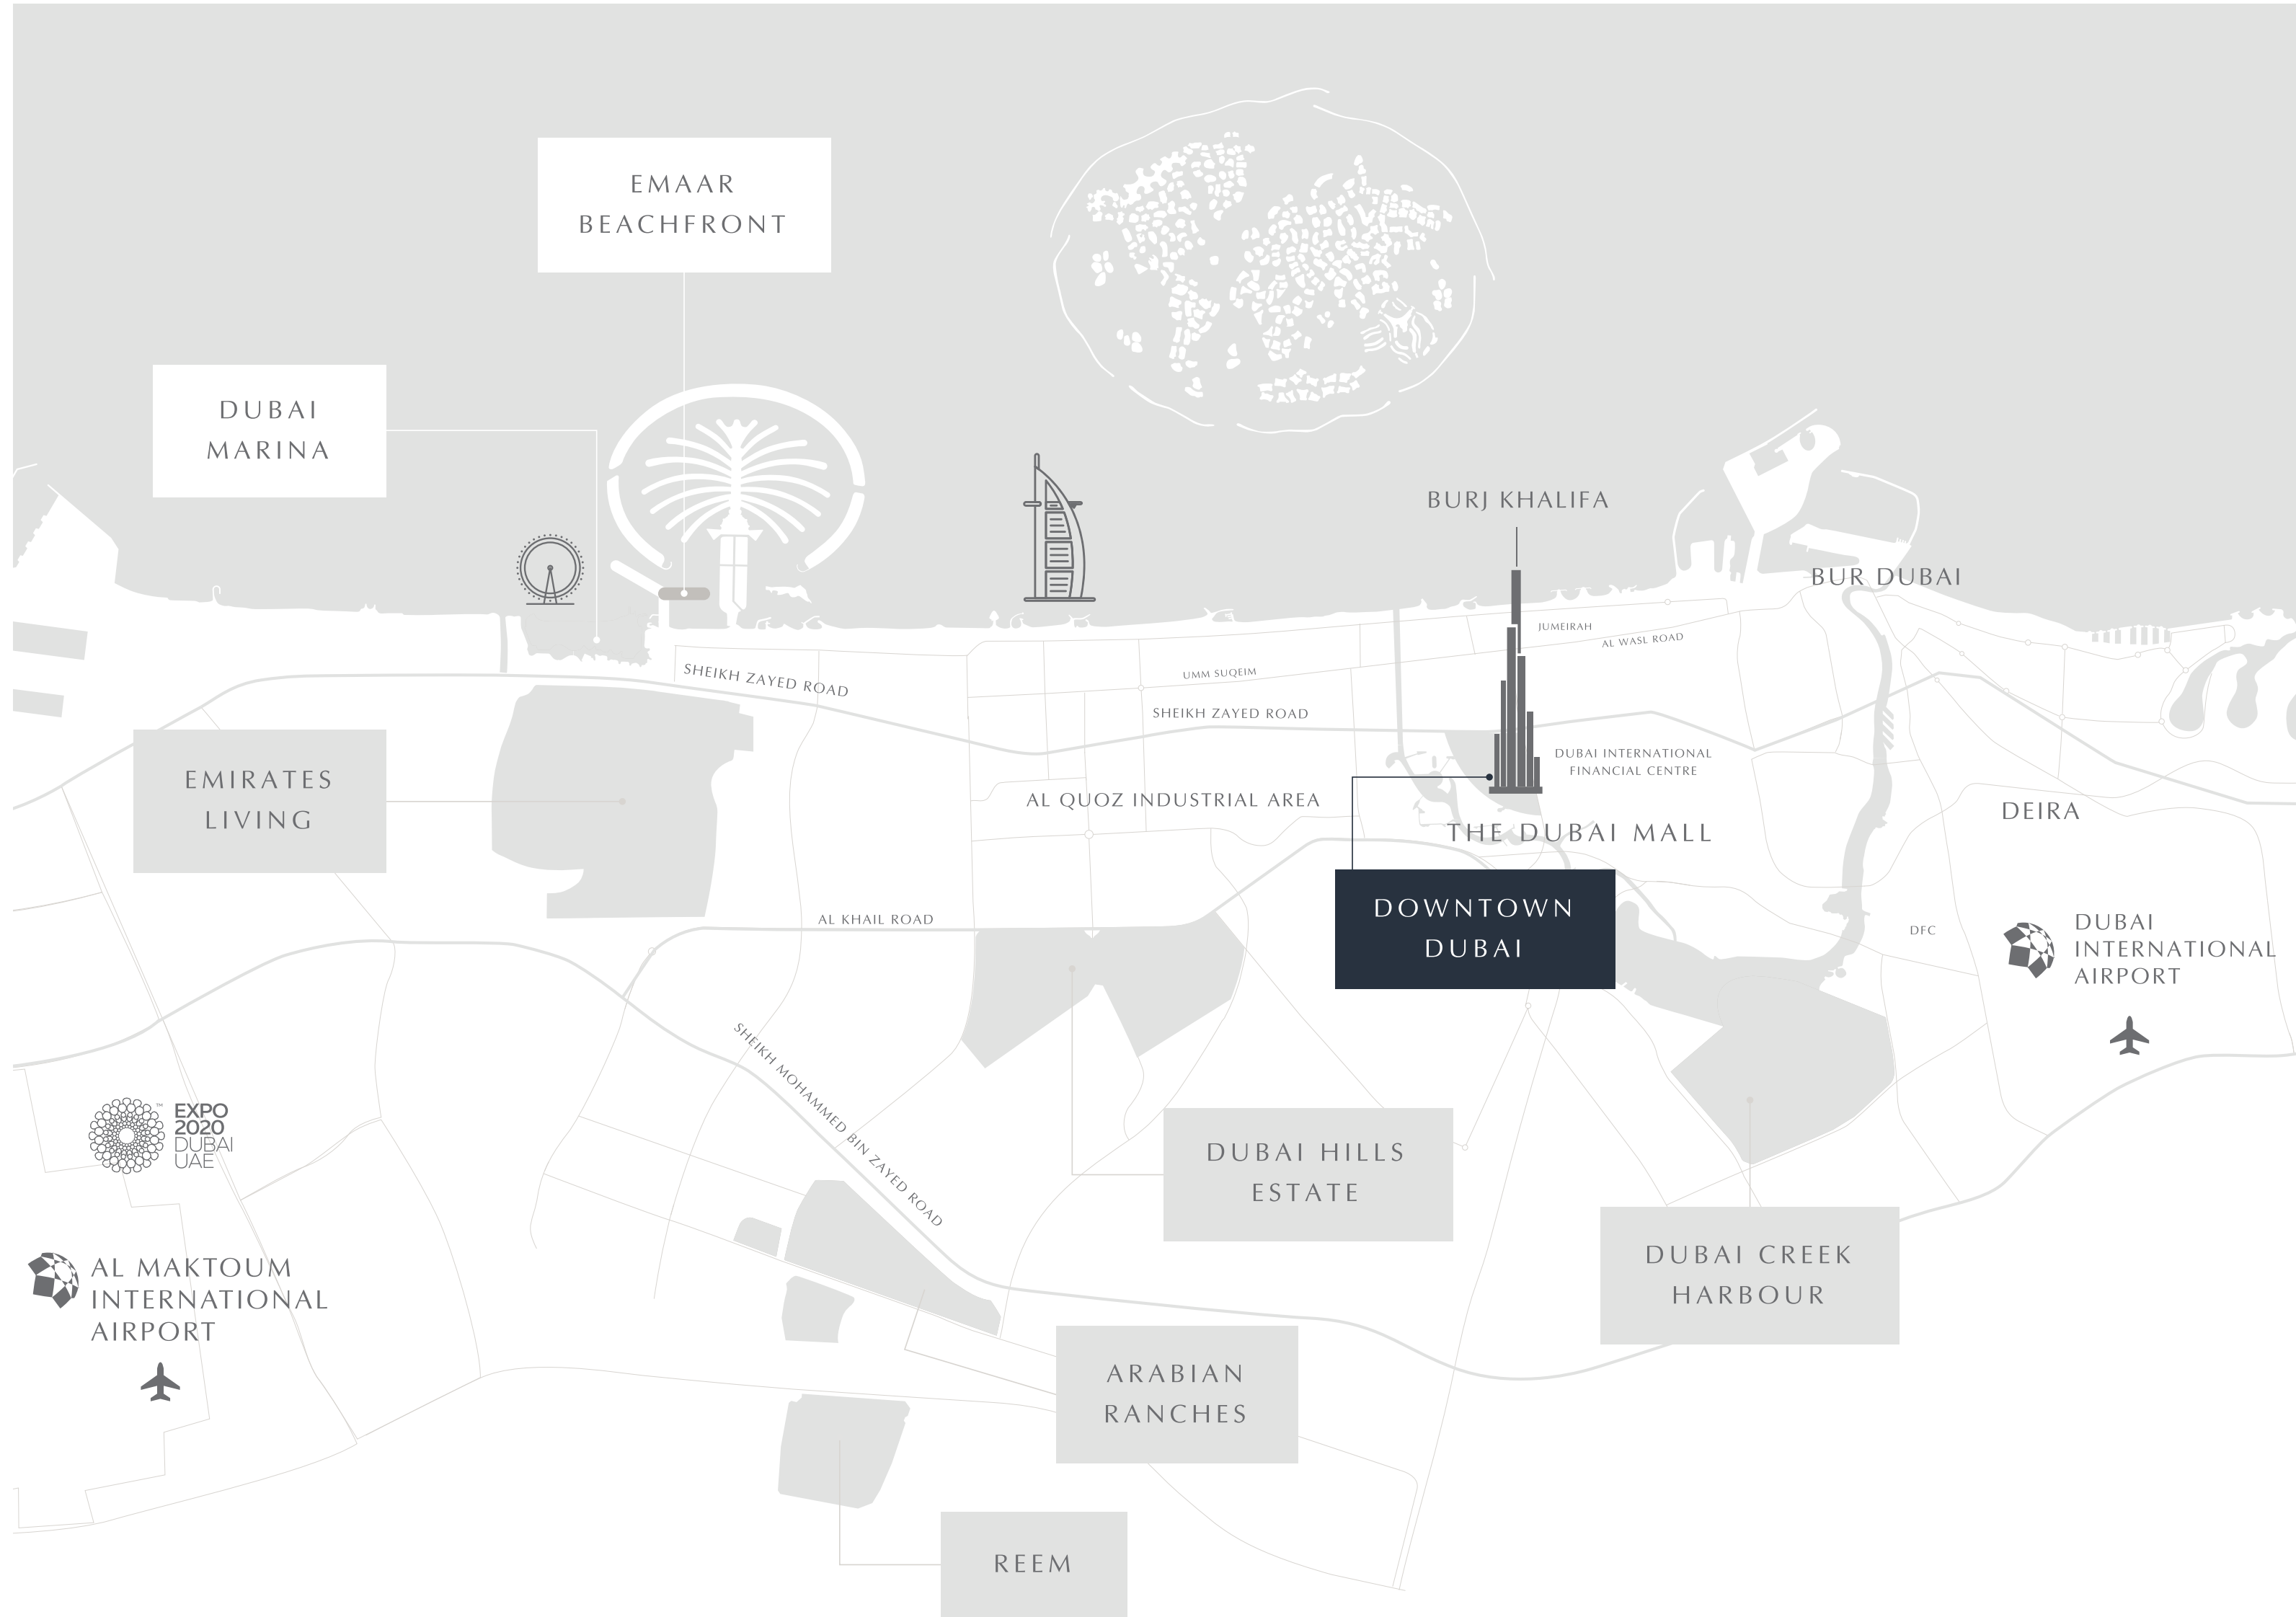 EMAAR
BEACHFRONT
DUBAI
MARINA
BURJ KHALIFA
BUR DUBAI
JUMEIRAH
AL WASL ROAD
SHEIKH ZAYED ROAD
UMM SUQEIM
SHEIKH ZAYED ROAD
DUBAI INTERNATIONAL
FINANCIAL CENTRE
EMIRATES
LIVING
AL QUOZ INDUSTRIAL AREA
THE DUBAI MALL
DEIRA
DOWNTOWN
DUBAI
AL KHAIL ROAD
DFC
DUBAI
INTERNATIONAL
AIRPORT
SHEIKH MOHAMMED BIN ZAYED ROAD
EXPO
2020
DUBAI
UAE
TM
DUBAI HILLS
ESTATE
DUBAI CREEK
HARBOUR
AL MAKTOUM
INTERNATIONAL
AIRPORT
ARABIAN
RANCHES
REEM